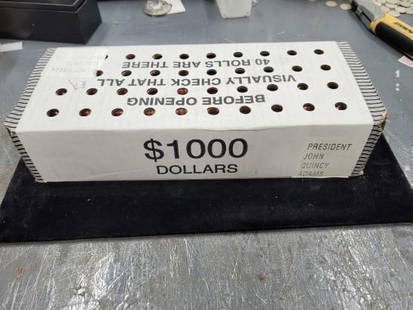 BEFORE OPENING
VISUALLY CHECK THAT ALL
40 ROLLS ARE THERE
$1000
DOLLARS
PRESIDENT
JOHN
QUINCY
ADAMS